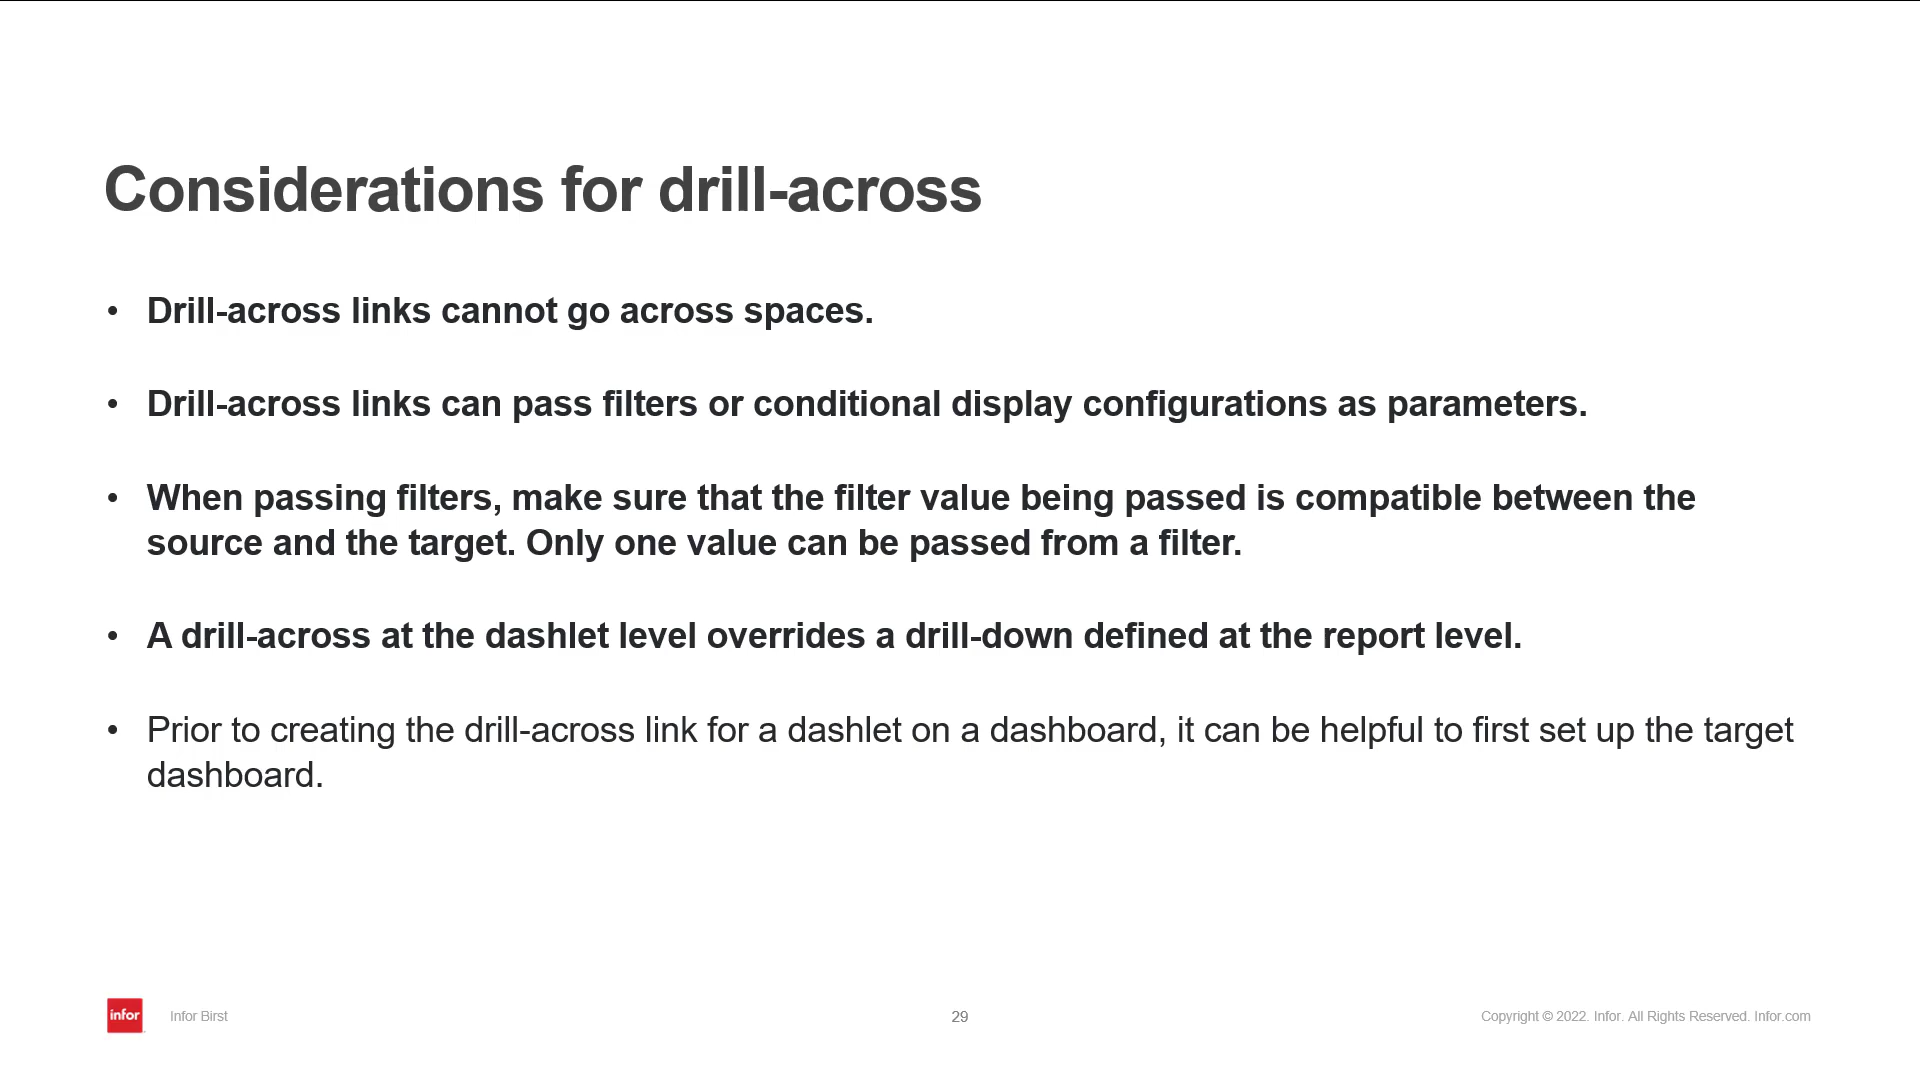 Considerations for drill-across
• Drill-across links cannot go across spaces.
• Drill-across links can pass filters or conditional display configurations as parameters.
• When passing filters, make sure that the filter value being passed is compatible between the
source and the target. Only one value can be passed from a filter.
• A drill-across at the dashlet level overrides a drill-down defined at the report level.
• Prior to creating the drill-across link for a dashlet on a dashboard, it can be helpful to first set up the target
dashboard.
infor
Infor Birst
29
Copyright © 2022. Infor. All Rights Reserved. Infor.com